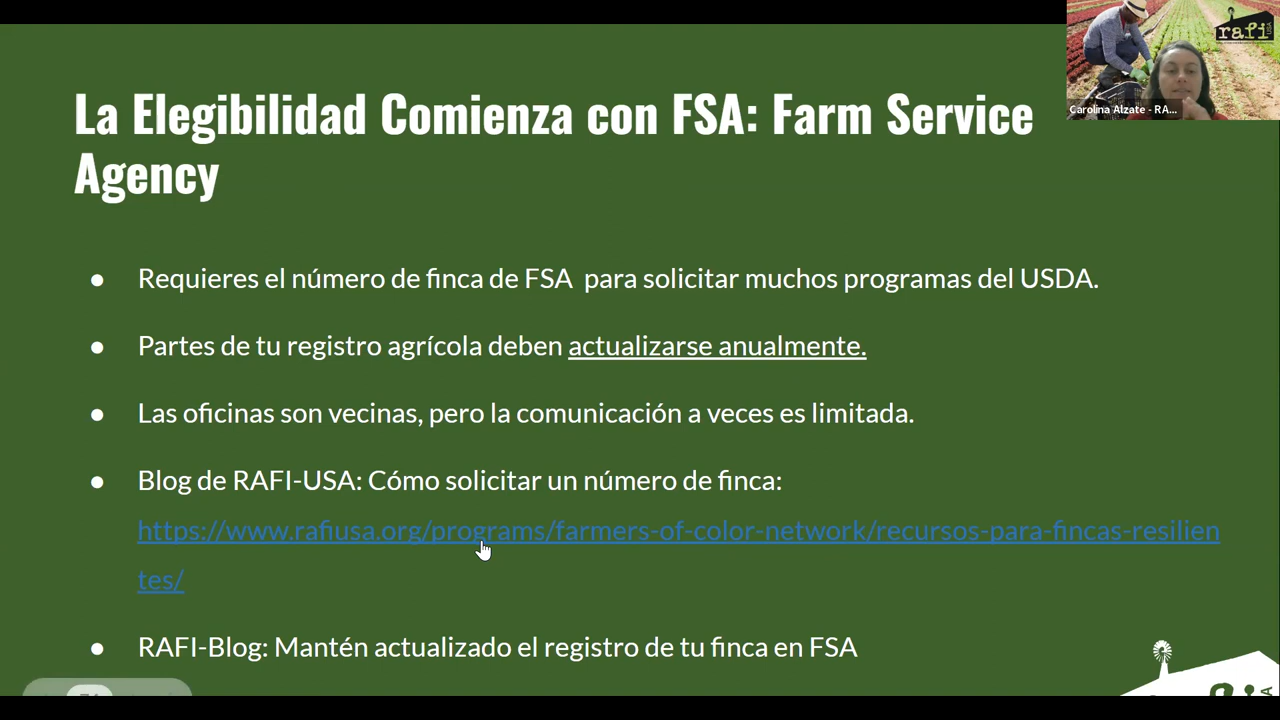 La Elegibilidad Comienza con FSA: Farm Service
Agency
rafi
USA
Carolina Alzate - RA...
● Requieres el número de finca de FSA para solicitar muchos programas del USDA.
● Partes de tu registro agrícola deben actualizarse anualmente.
● Las oficinas son vecinas, pero la comunicación a veces es limitada.
● Blog de RAFI-USA: Cómo solicitar un número de finca:
https://www.rafiusa.org/programs/farmers-of-color-network/recursos-para-fincas-resilien
tes/
● RAFI-Blog: Mantén actualizado el registro de tu finca en FSA